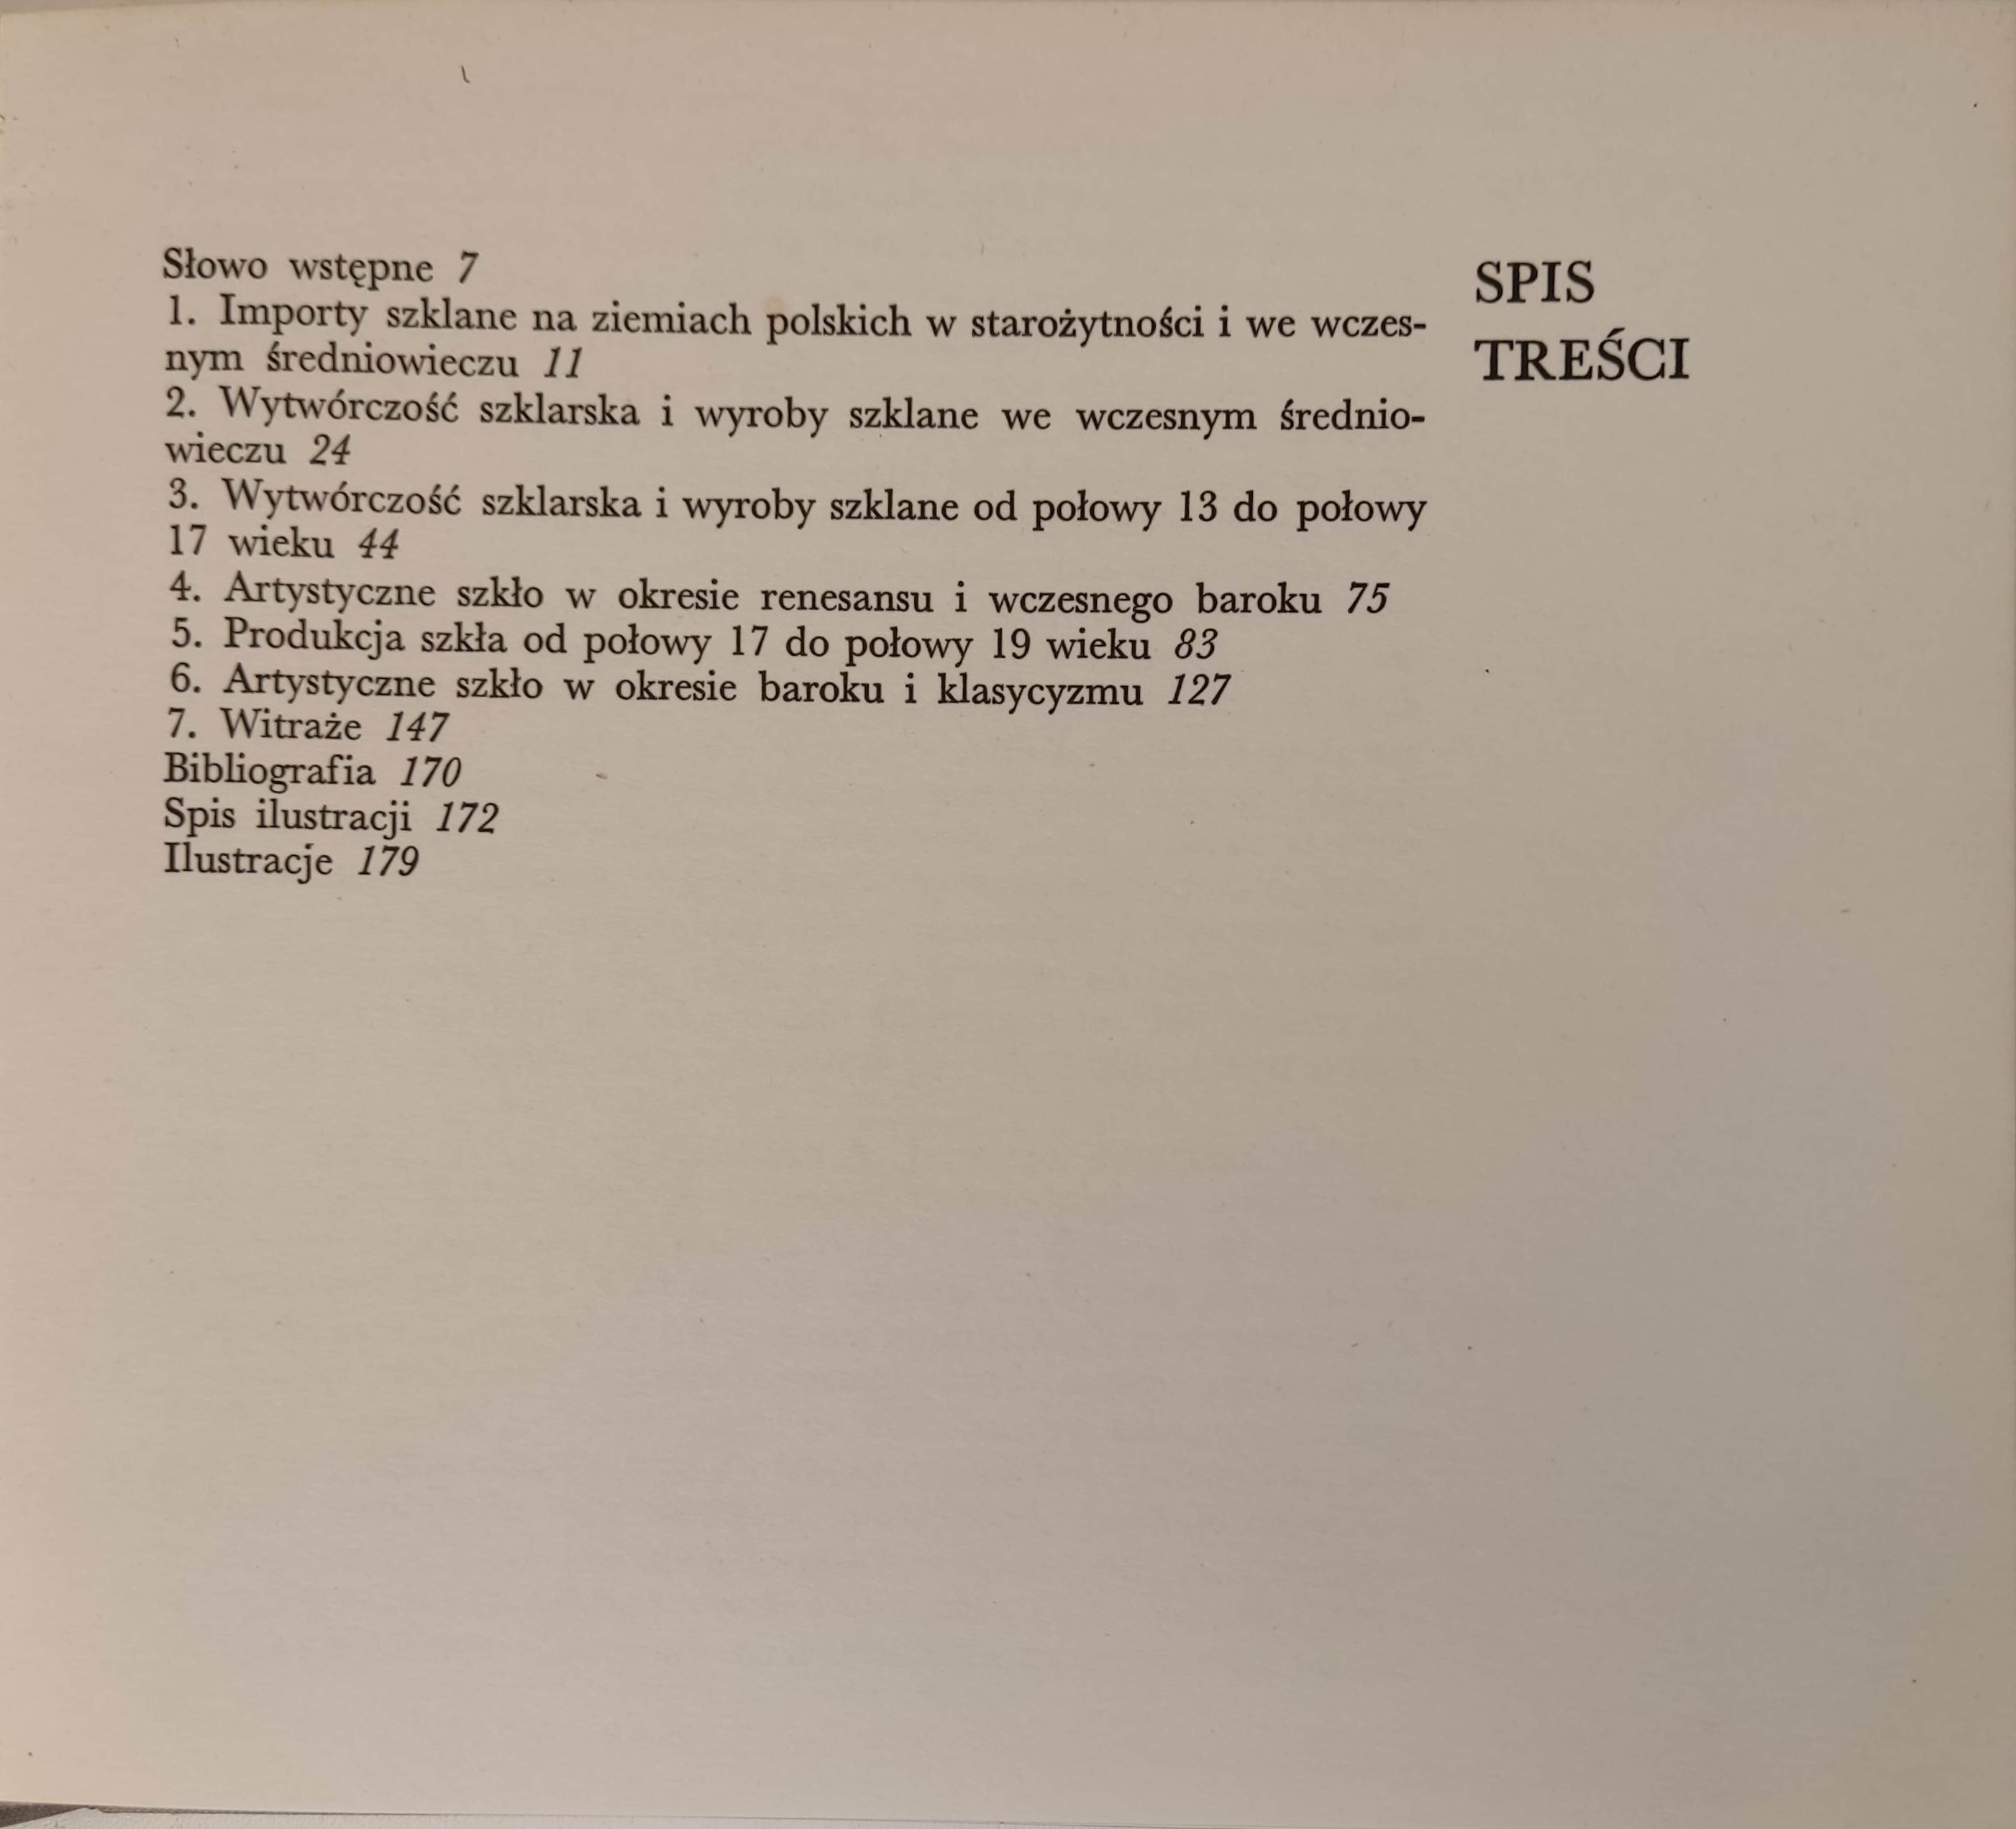 SPIS
TREŚCI
Słowo wstępne 7
1. Importy szklane na ziemiach polskich w starożytności i we wczes-
nym średniowieczu 11
2. Wytwórczość szklarska i wyroby szklane we wczesnym średnio-
wieczu 24
3. Wytwórczość szklarska i wyroby szklane od połowy 13 do połowy
17 wieku 44
4. Artystyczne szkło w okresie renesansu i wczesnego baroku 75
5. Produkcja szkła od połowy 17 do połowy 19 wieku 83
6. Artystyczne szkło w okresie baroku i klasycyzmu 127
7. Witraże 147
Bibliografia 170
Spis ilustracji 172
Ilustracje 179